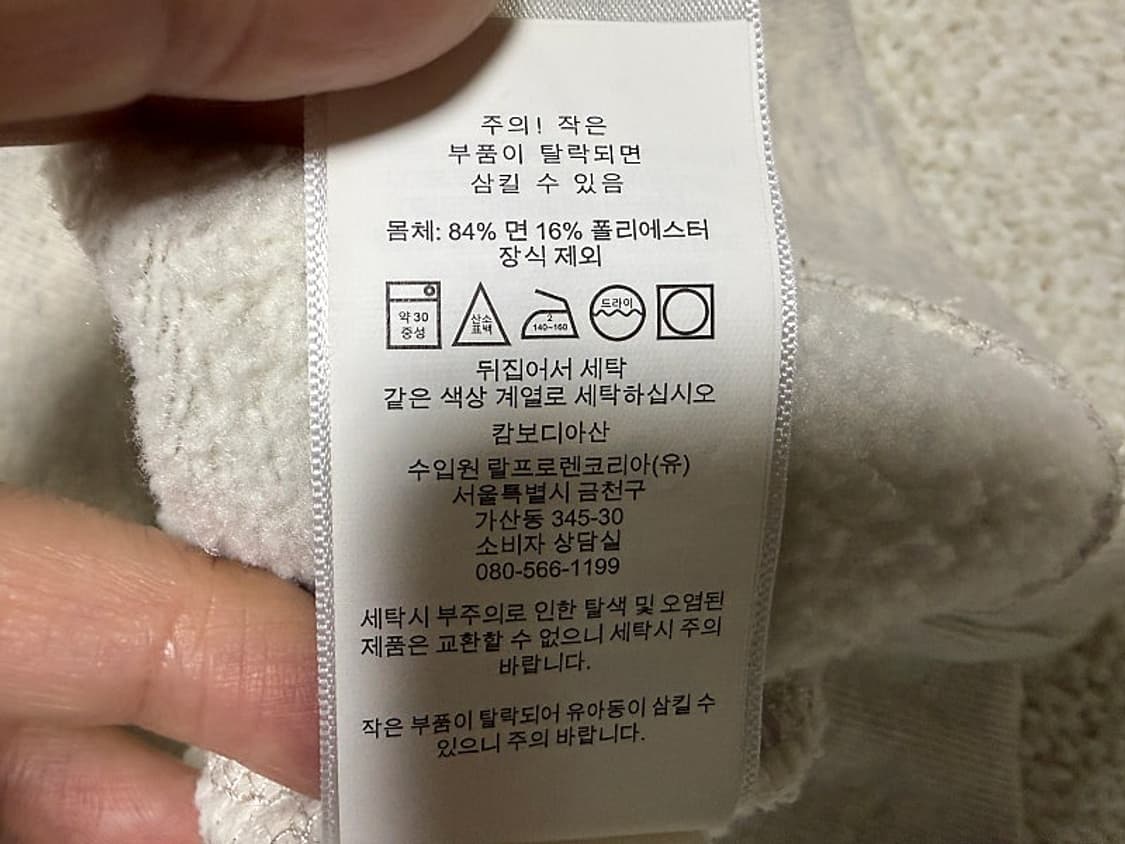 주의! 작은
부품이 탈락되면
삼킬 수 있음
몸체: 84% 면 16% 폴리에스터
장식 제외
약 30
중성
산소
표백
2
140~160
드라이
뒤집어서 세탁
같은 색상 계열로 세탁하십시오
캄보디아산
수입원 랄프로렌코리아(유)
서울특별시 금천구
가산동 345-30
소비자 상담실
080-566-1199
세탁시 부주의로 인한 탈색 및 오염된
제품은 교환할 수 없으니 세탁시 주의
바랍니다.
작은 부품이 탈락되어 유아동이 삼킬 수
있으니 주의 바랍니다.